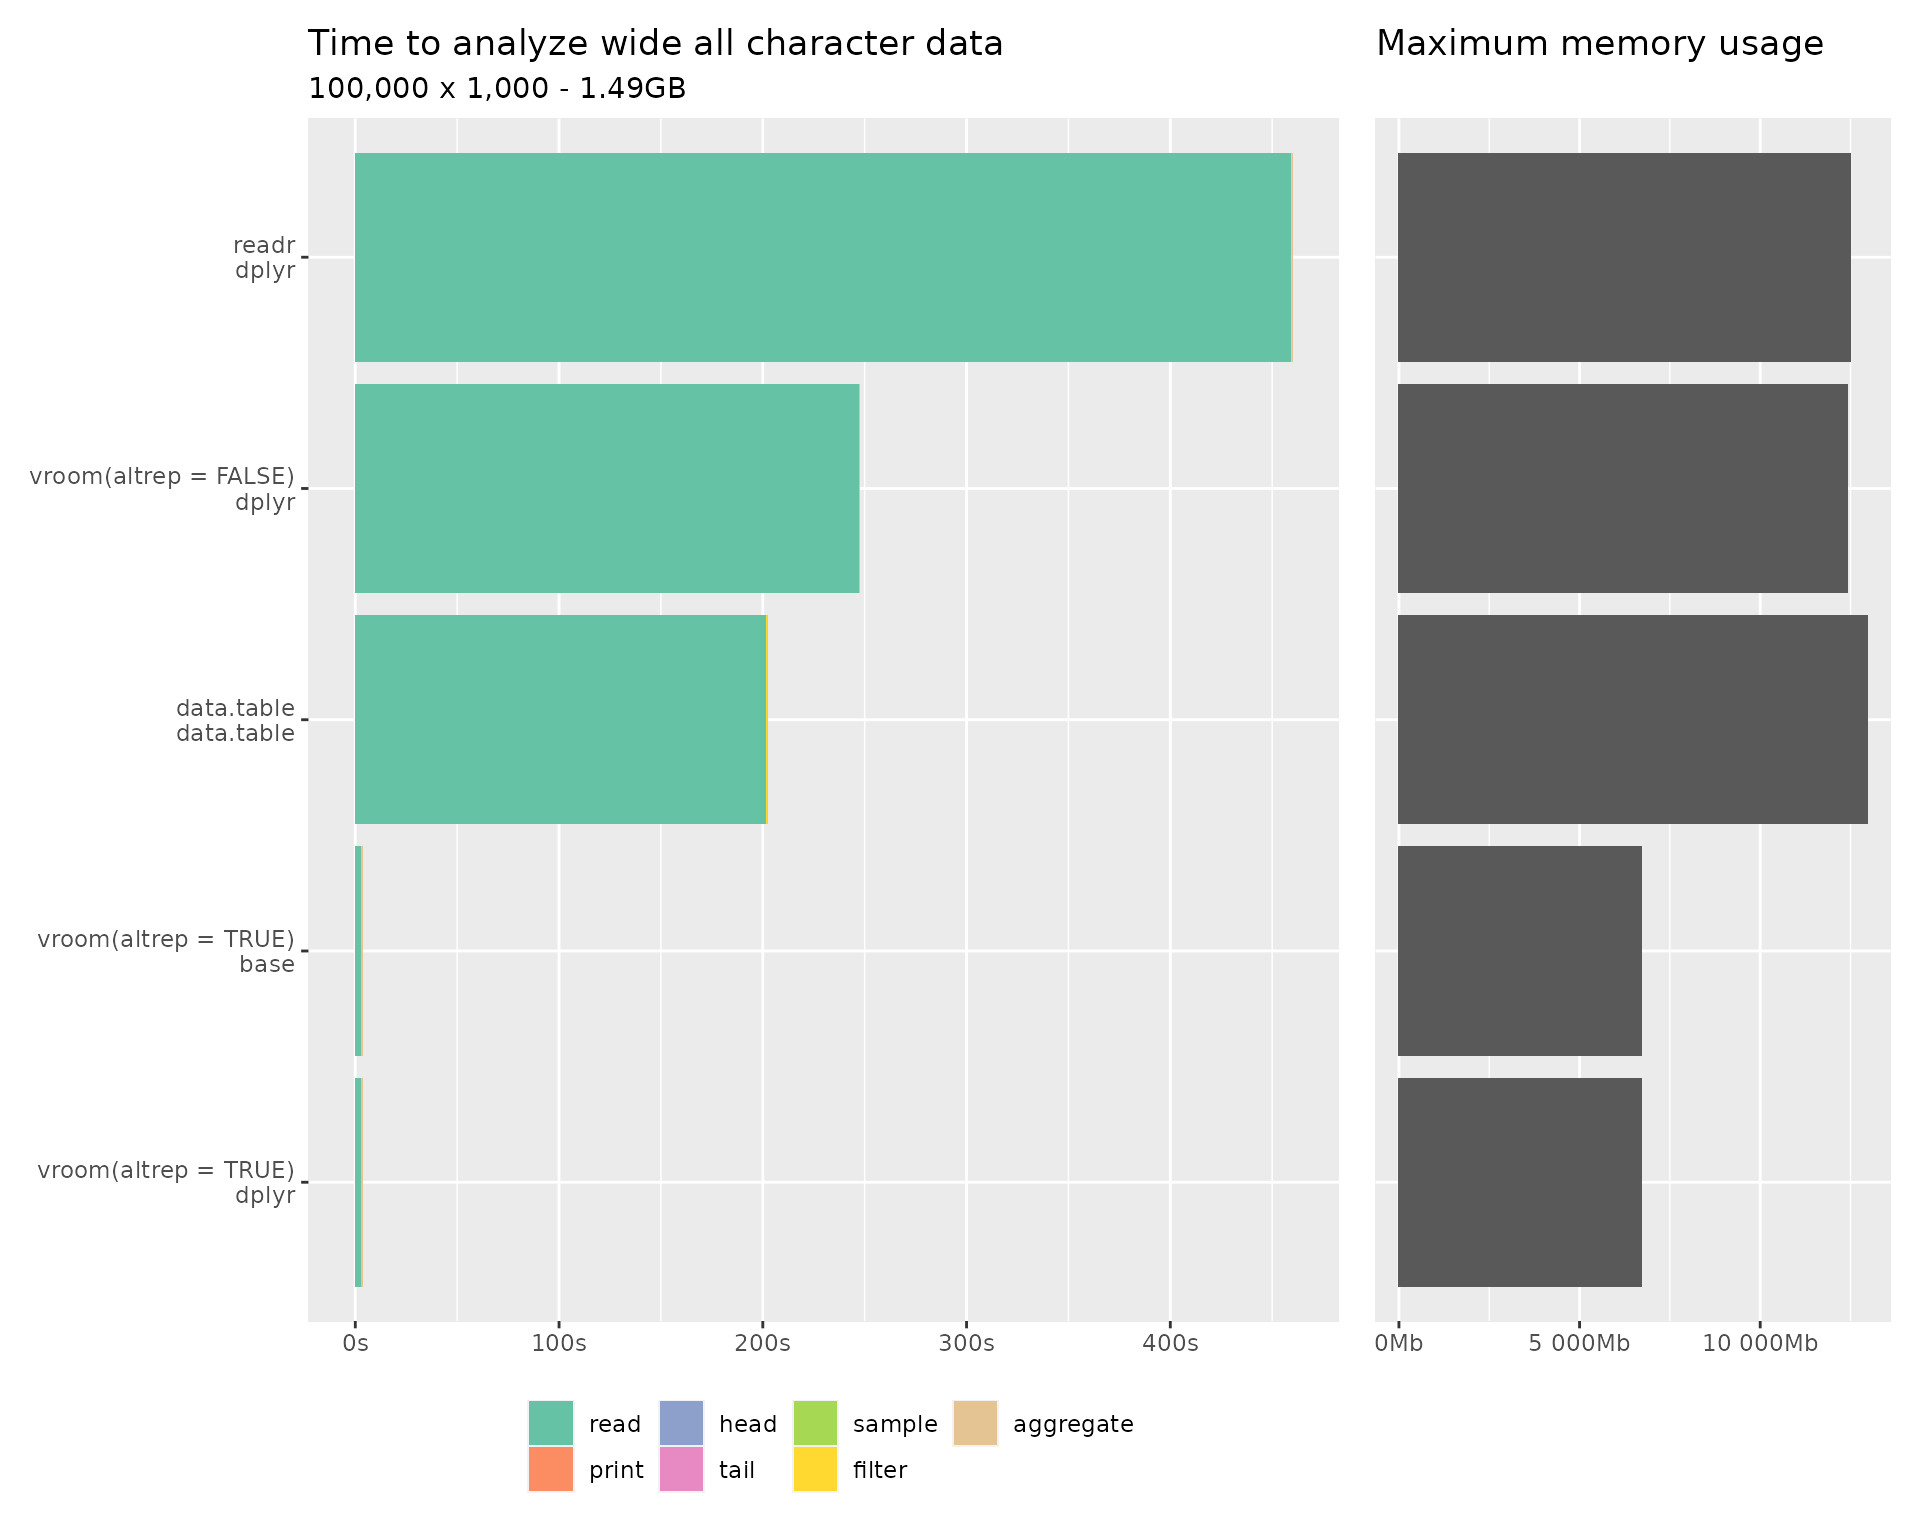 Time to analyze wide all character data
100,000 x 1,000 - 1.49GB
Maximum memory usage
readr
dplyr
vroom(altrep = FALSE)
dplyr
data.table
data.table
vroom(altrep = TRUE)
base
vroom(altrep = TRUE)
dplyr
0s 100s 200s 300s 400s
0Mb 5 000Mb 10 000Mb
read head sample aggregate
print tail filter